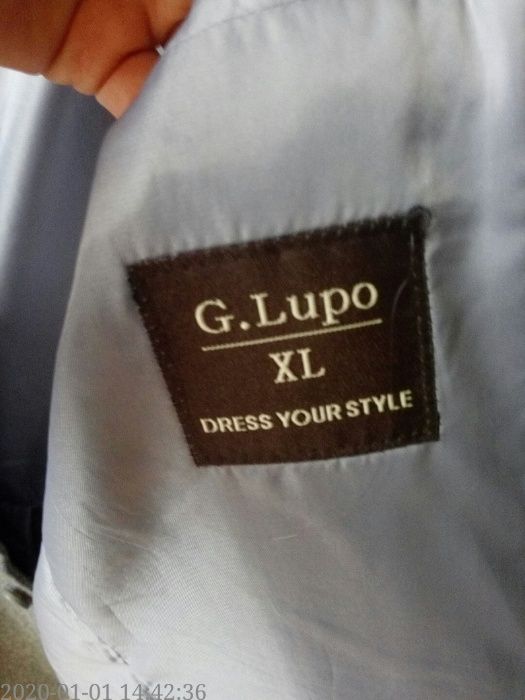 G.Lupo
XL
DRESS YOUR STYLE
2020-01-01 14:42:36